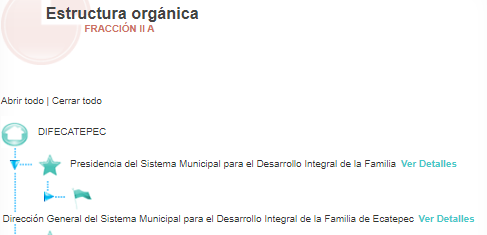 Estructura orgánica
FRACCIÓN II A
Abrir todo | Cerrar todo
DIFECATEPEC
Presidencia del Sistema Municipal para el Desarrollo Integral de la Familia Ver Detalles
Dirección General del Sistema Municipal para el Desarrollo Integral de la Familia de Ecatepec Ver Detalles